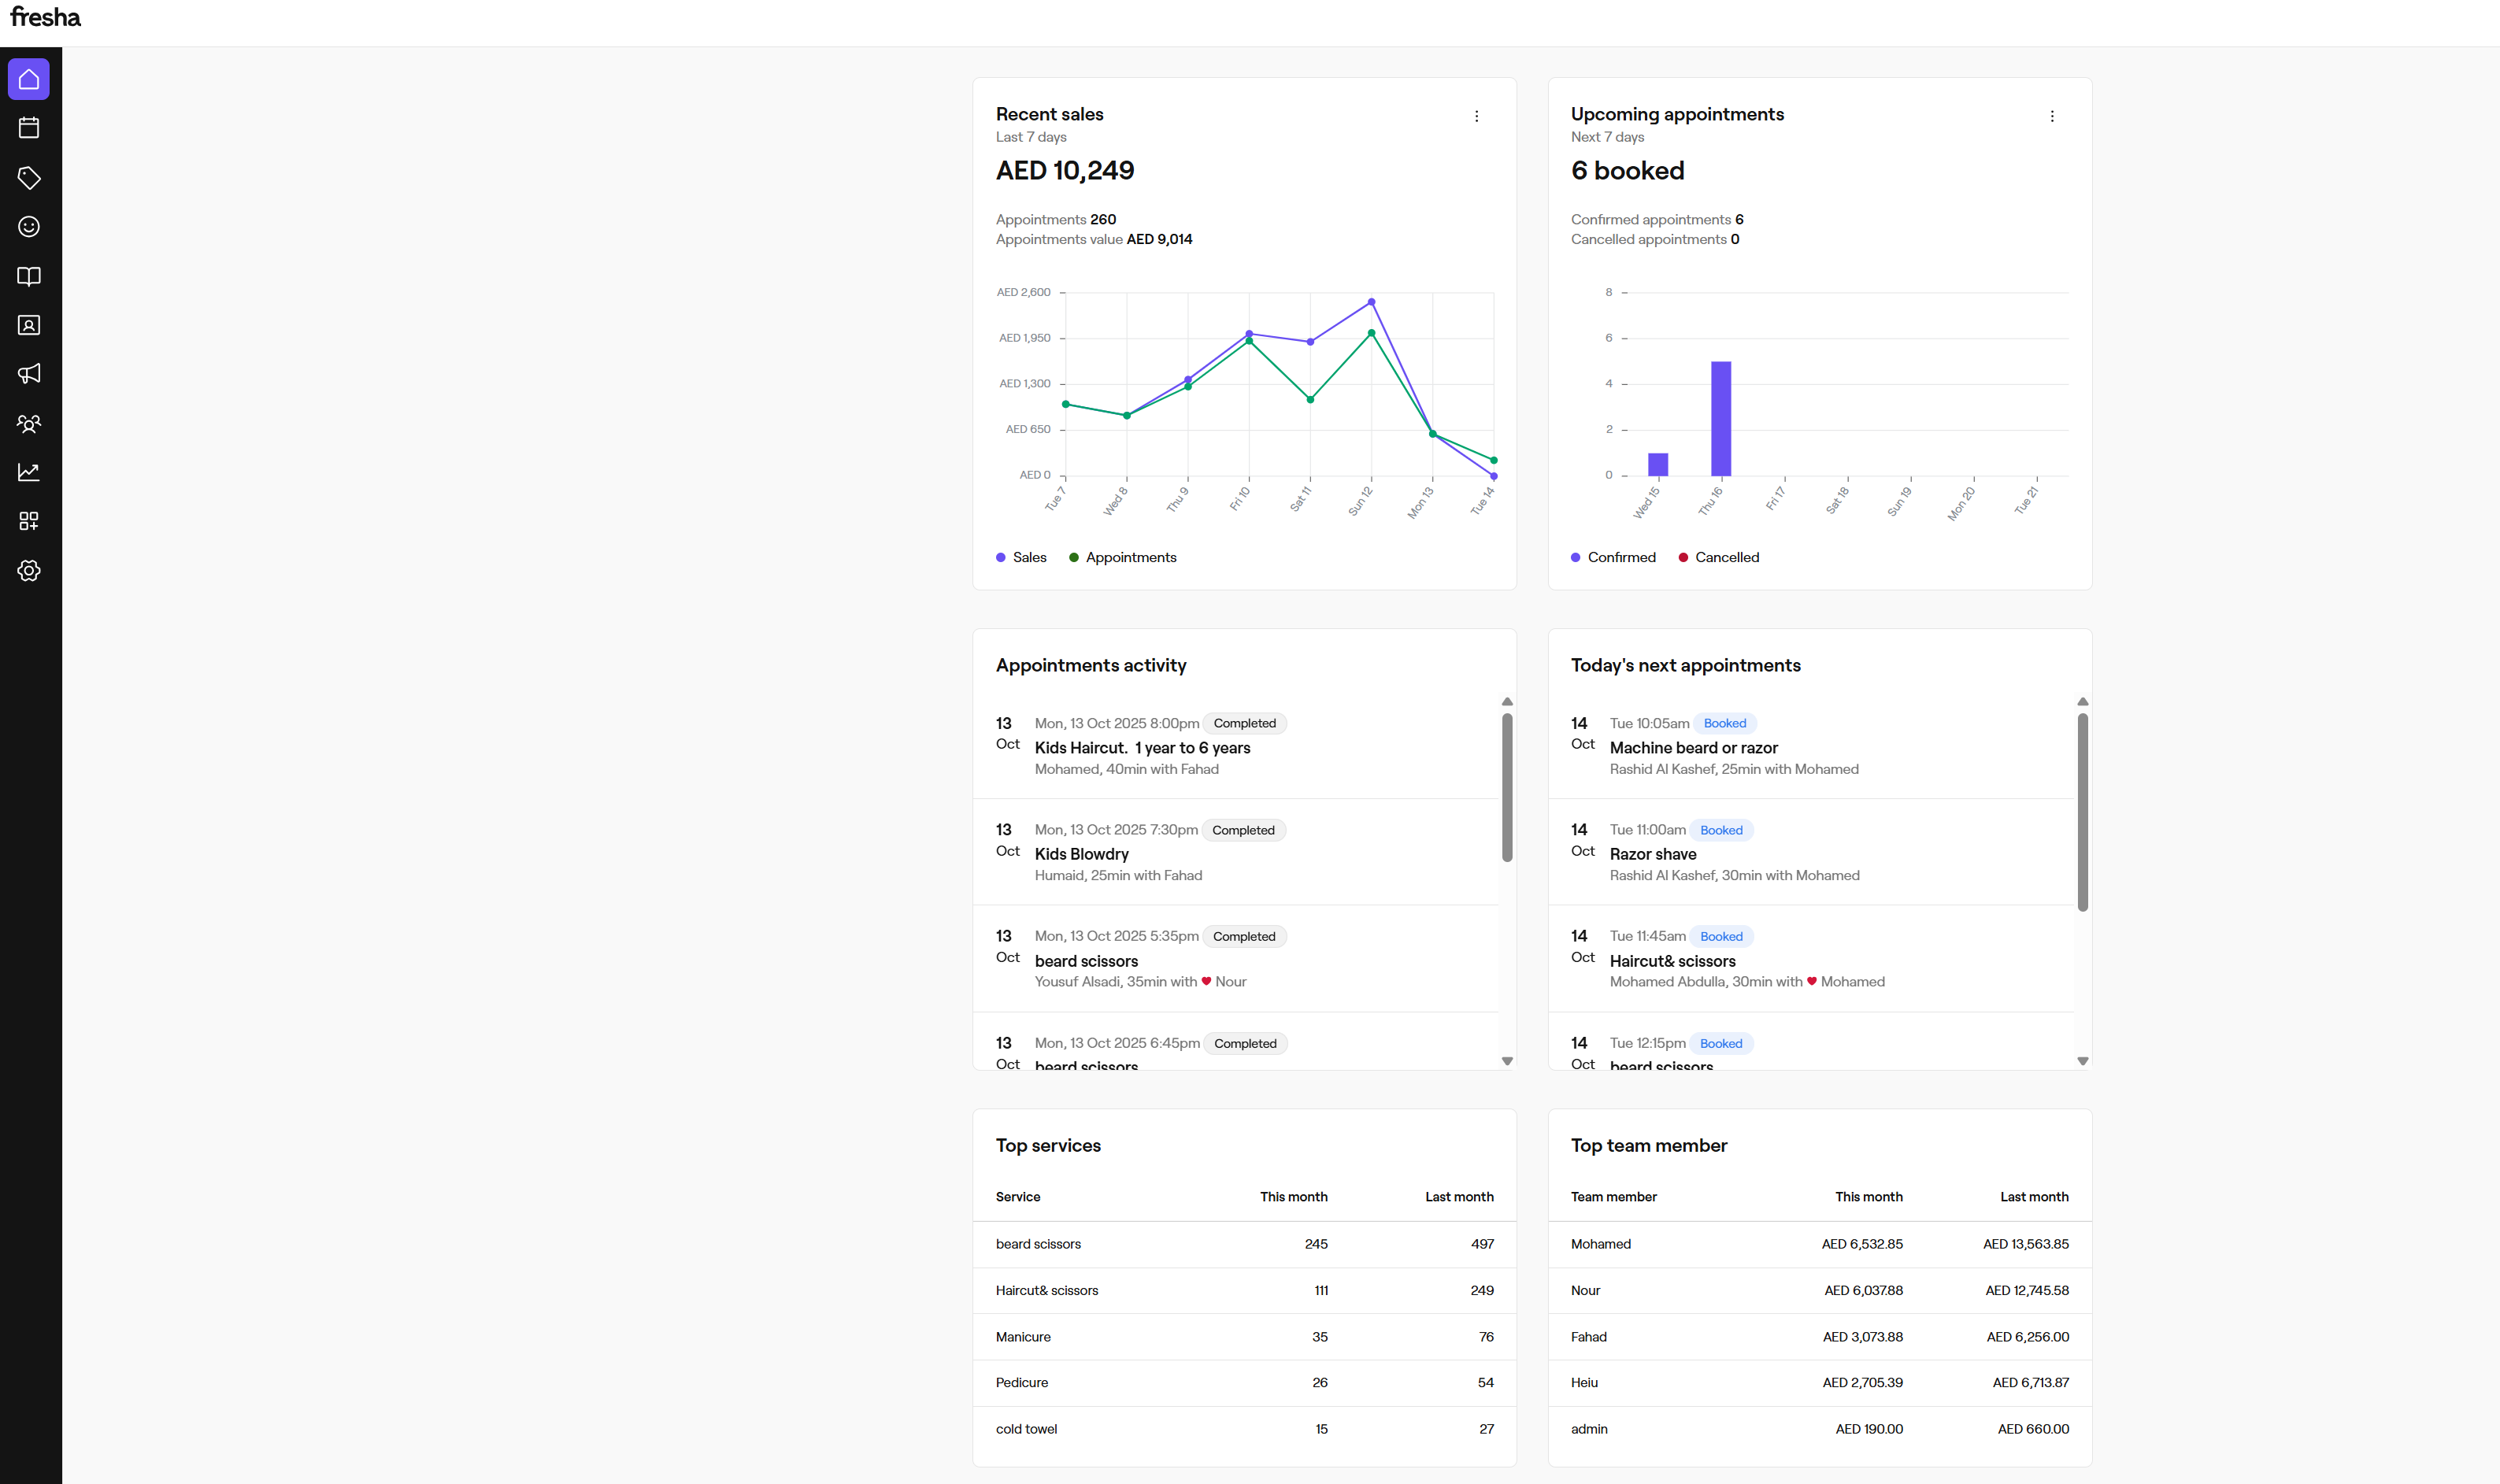 fresha
Recent sales
Last 7 days
AED 10,249
Appointments 260
Appointments value AED 9,014
AED 2,600
AED 1,950
AED 1,300
AED 650
AED 0
Tue 7
Wed 8
Thu 9
Fri 10
Sat 11
Sun 12
Mon 13
Tue 14
Sales
Appointments
Upcoming appointments
Next 7 days
6 booked
Confirmed appointments 6
Cancelled appointments 0
8
6
4
2
0
Wed 15
Thu 16
Fri 17
Sat 18
Sun 19
Mon 20
Tue 21
Confirmed
Cancelled
Appointments activity
13 Mon, 13 Oct 2025 8:00pm Completed
Oct Kids Haircut.  1 year to 6 years
Mohamed, 40min with Fahad
13 Mon, 13 Oct 2025 7:30pm Completed
Oct Kids Blowdry
Humaid, 25min with Fahad
13 Mon, 13 Oct 2025 5:35pm Completed
Oct beard scissors
Yousuf Alsadi, 35min with ♥ Nour
13 Mon, 13 Oct 2025 6:45pm Completed
Oct beard scissors
Today's next appointments
14 Tue 10:05am Booked
Oct Machine beard or razor
Rashid Al Kashef, 25min with Mohamed
14 Tue 11:00am Booked
Oct Razor shave
Rashid Al Kashef, 30min with Mohamed
14 Tue 11:45am Booked
Oct Haircut& scissors
Mohamed Abdulla, 30min with ♥ Mohamed
14 Tue 12:15pm Booked
Oct beard scissors
Top services
Service This month Last month
beard scissors 245 497
Haircut& scissors 111 249
Manicure 35 76
Pedicure 26 54
cold towel 15 27
Top team member
Team member This month Last month
Mohamed AED 6,532.85 AED 13,563.85
Nour AED 6,037.88 AED 12,745.58
Fahad AED 3,073.88 AED 6,256.00
Heiu AED 2,705.39 AED 6,713.87
admin AED 190.00 AED 660.00